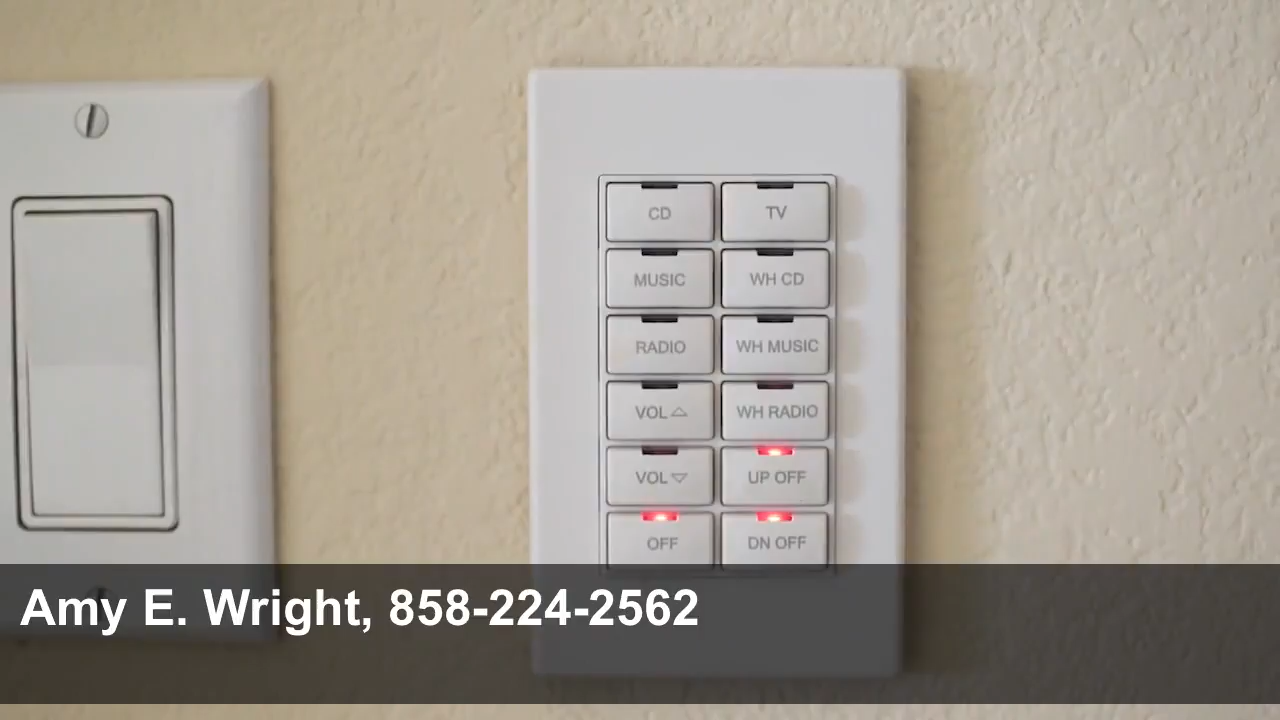 CD TV
MUSIC WH CD
RADIO WH MUSIC
VOL△ WH RADIO
VOL▽ UP OFF
OFF DN OFF
Amy E. Wright, 858-224-2562